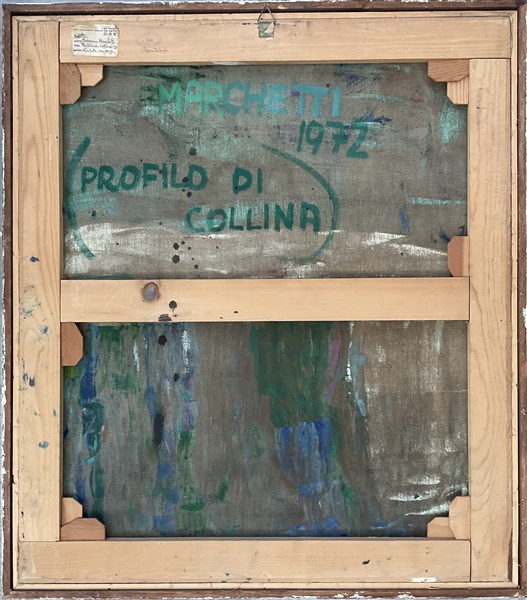 MARCHETTI
1972
(PROFILO DI
COLLINA)